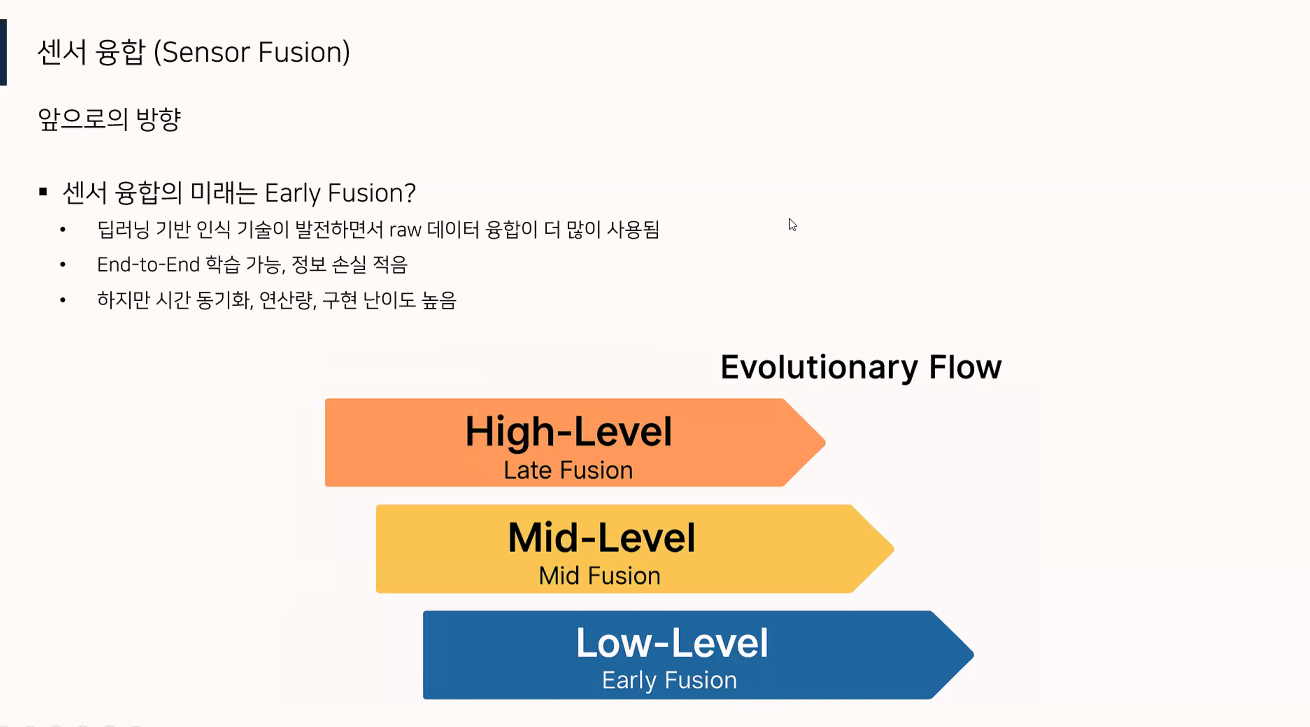 센서 융합 (Sensor Fusion)
앞으로의 방향
▪ 센서 융합의 미래는 Early Fusion?
• 딥러닝 기반 인식 기술이 발전하면서 raw 데이터 융합이 더 많이 사용됨
• End-to-End 학습 가능, 정보 손실 적음
• 하지만 시간 동기화, 연산량, 구현 난이도 높음
Evolutionary Flow
High-Level
Late Fusion
Mid-Level
Mid Fusion
Low-Level
Early Fusion